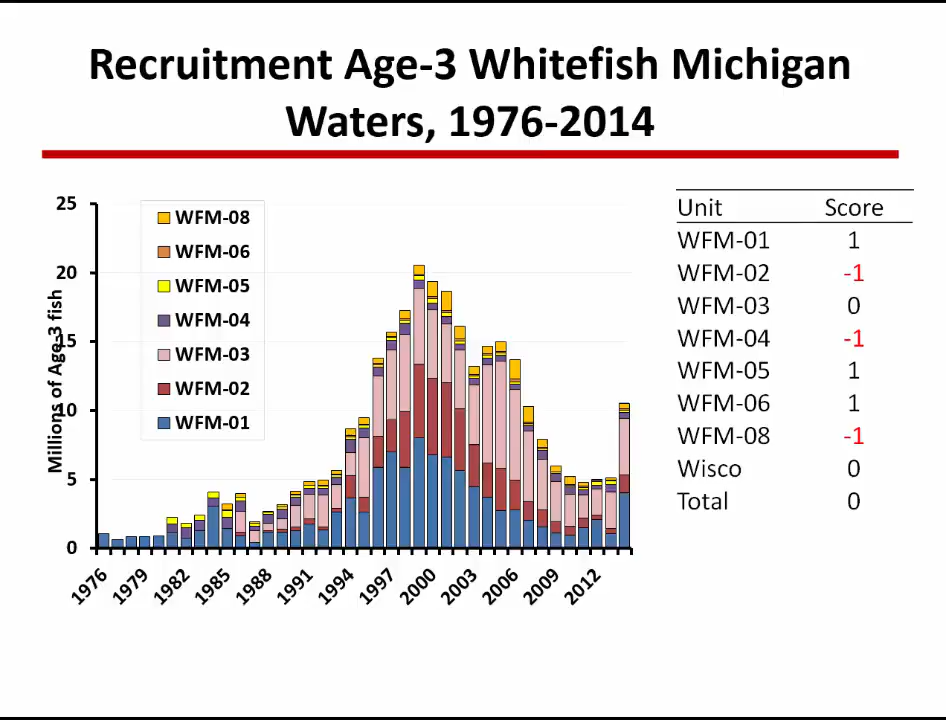 Recruitment Age-3 Whitefish Michigan
Waters, 1976-2014
Millions of Age-3 fish
25
20
15
10
5
0
WFM-08
WFM-06
WFM-05
WFM-04
WFM-03
WFM-02
WFM-01
1976
1979
1982
1985
1988
1991
1994
1997
2000
2003
2006
2009
2012
Unit Score
WFM-01 1
WFM-02 -1
WFM-03 0
WFM-04 -1
WFM-05 1
WFM-06 1
WFM-08 -1
Wisco 0
Total 0